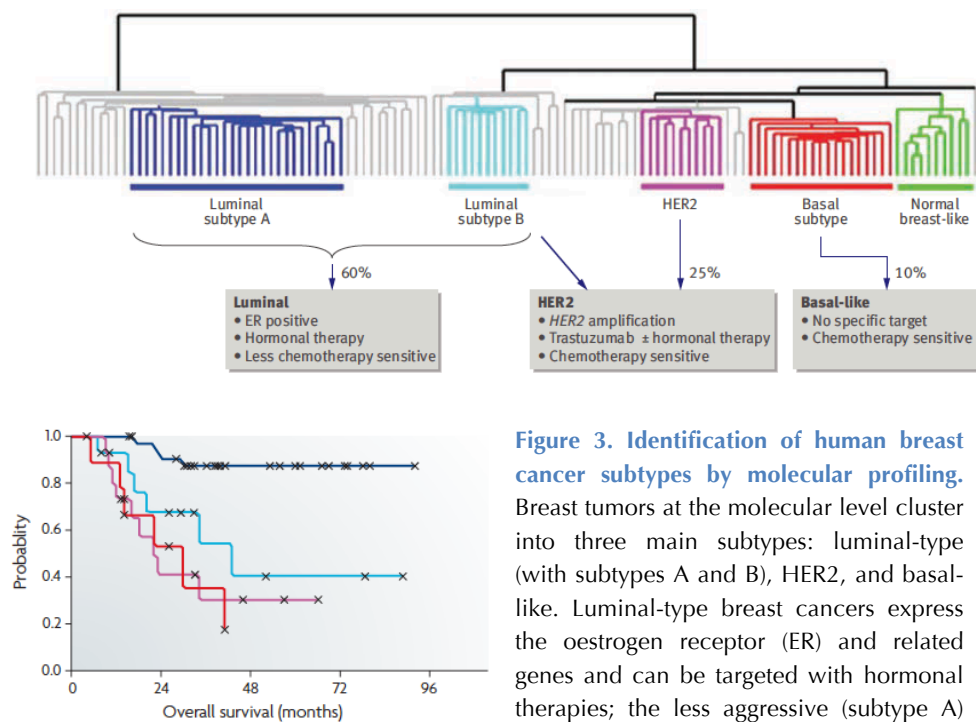 Luminal
subtype A
Luminal
subtype B
HER2
Basal
subtype
Normal
breast-like
60%
25%
10%
Luminal
• ER positive
• Hormonal therapy
• Less chemotherapy sensitive
HER2
• HER2 amplification
• Trastuzumab ± hormonal therapy
• Chemotherapy sensitive
Basal-like
• No specific target
• Chemotherapy sensitive
1.0
0.8
0.6
0.4
0.2
0.0
Probablity
0 24 48 72 96
Overall survival (months)
Figure 3. Identification of human breast
cancer subtypes by molecular profiling.
Breast tumors at the molecular level cluster
into three main subtypes: luminal-type
(with subtypes A and B), HER2, and basal-
like. Luminal-type breast cancers express
the oestrogen receptor (ER) and related
genes and can be targeted with hormonal
therapies; the less aggressive (subtype A)